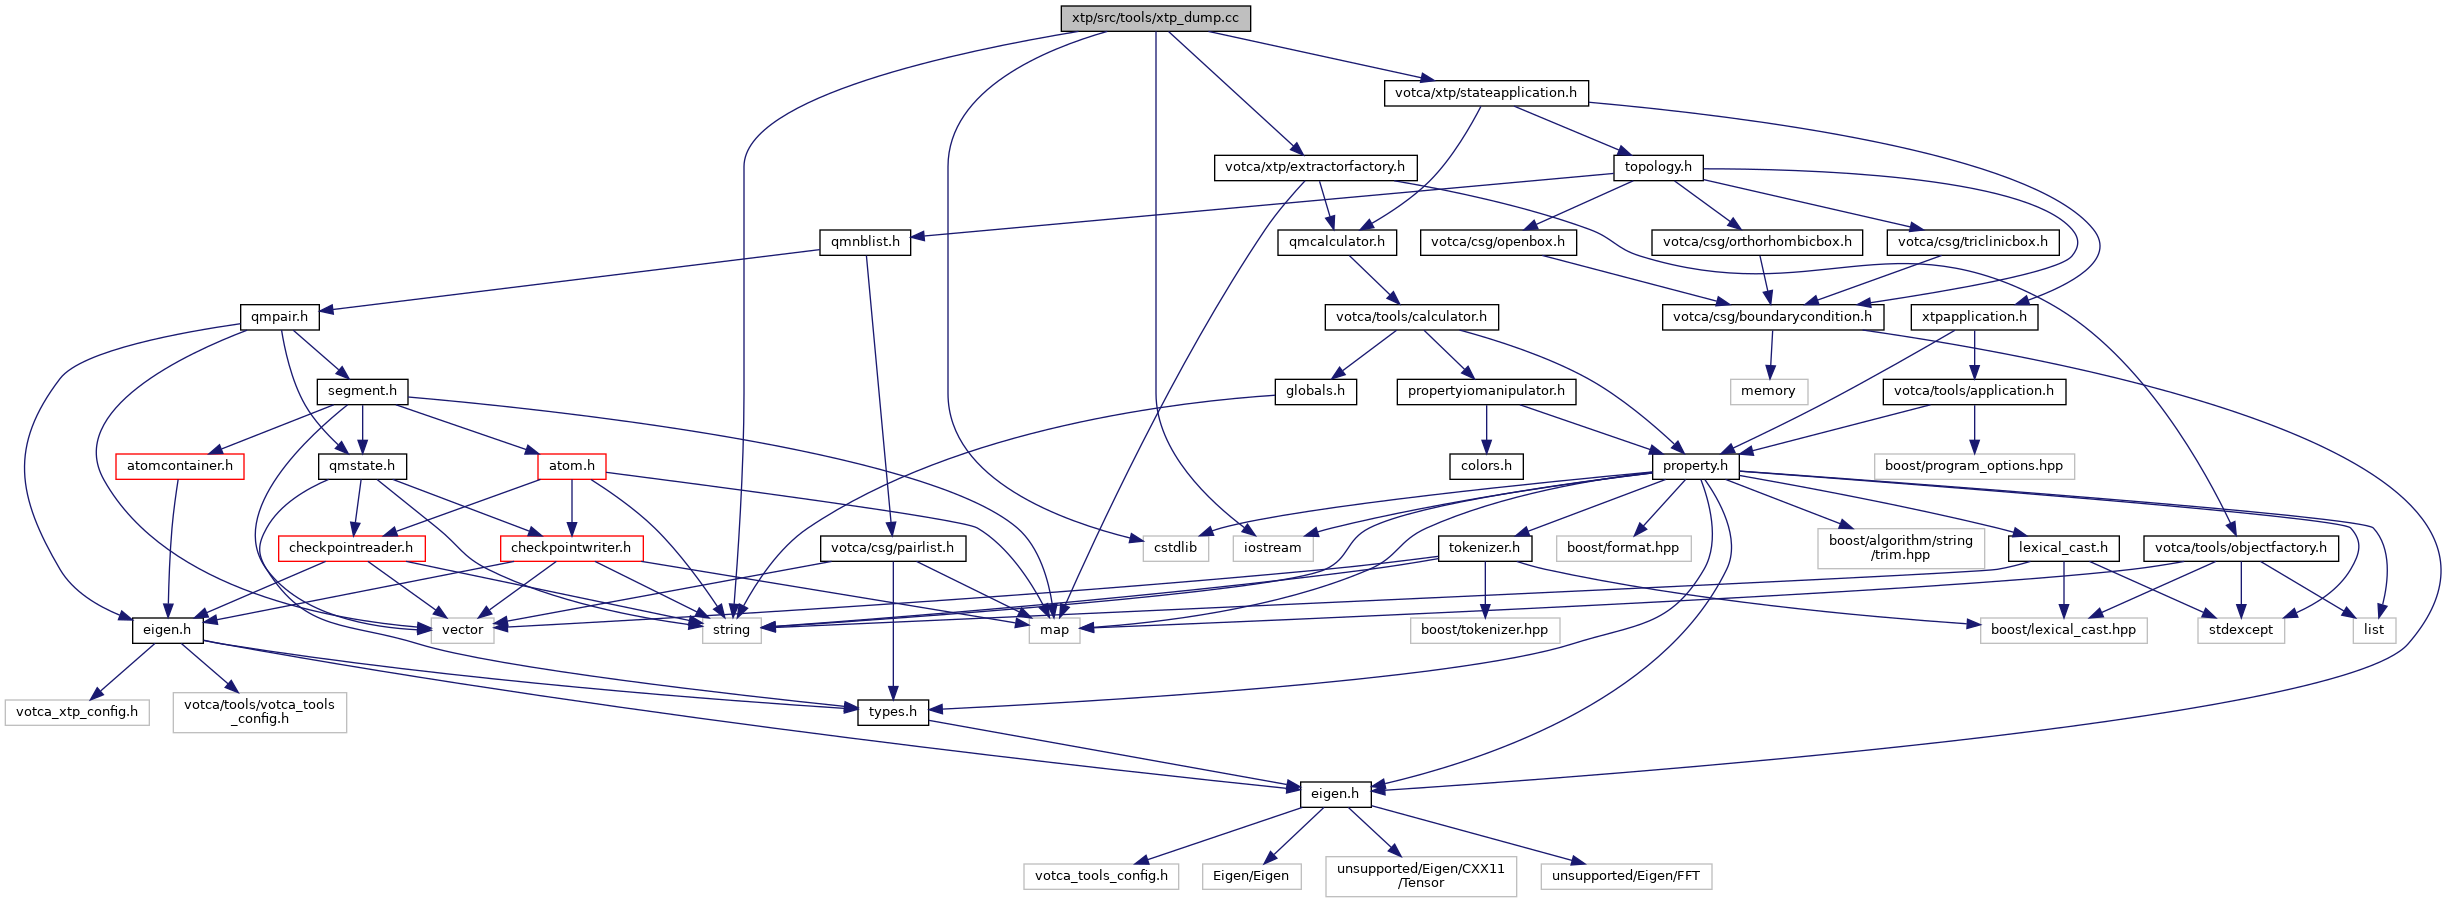 xtp/src/tools/xtp_dump.cc
votca/xtp/stateapplication.h
votca/xtp/extractorfactory.h
topology.h
qmnblist.h
qmcalculator.h
votca/csg/openbox.h
votca/csg/orthorhombicbox.h
votca/csg/triclinicbox.h
qmpair.h
votca/tools/calculator.h
votca/csg/boundarycondition.h
xtpapplication.h
segment.h
globals.h
propertyiomanipulator.h
memory
votca/tools/application.h
atomcontainer.h
qmstate.h
atom.h
colors.h
property.h
boost/program_options.hpp
checkpointreader.h
checkpointwriter.h
votca/csg/pairlist.h
cstdlib
iostream
tokenizer.h
boost/format.hpp
boost/algorithm/string
/trim.hpp
lexical_cast.h
votca/tools/objectfactory.h
eigen.h
vector
string
map
boost/tokenizer.hpp
boost/lexical_cast.hpp
stdexcept
list
votca_xtp_config.h
votca/tools/votca_tools
_config.h
types.h
eigen.h
votca_tools_config.h
Eigen/Eigen
unsupported/Eigen/CXX11
/Tensor
unsupported/Eigen/FFT